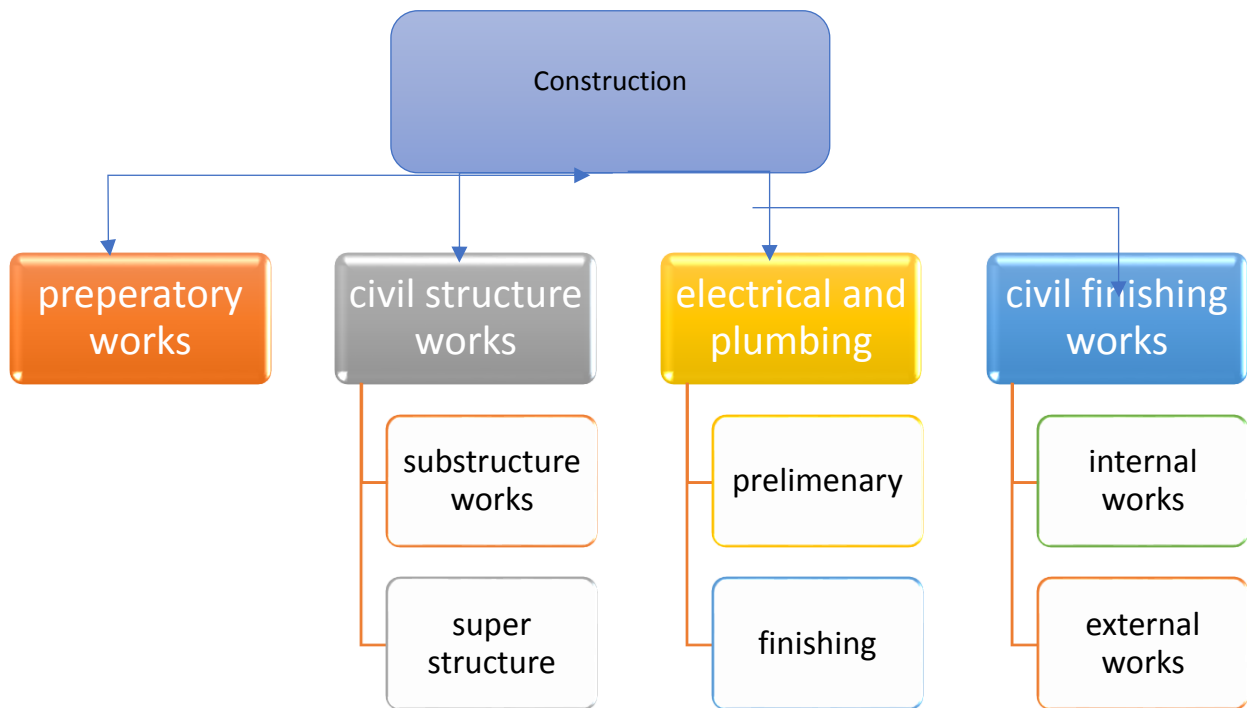 Construction
preperatory
works
civil structure
works
electrical and
plumbing
civil finishing
works
substructure
works
prelimenary
internal
works
super
structure
finishing
external
works